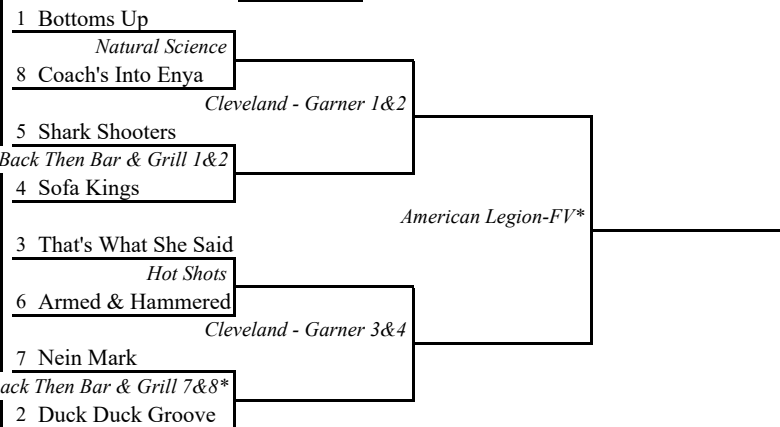 1 Bottoms Up
Natural Science
8 Coach's Into Enya
Cleveland - Garner 1&2
5 Shark Shooters
Back Then Bar & Grill 1&2
4 Sofa Kings
American Legion-FV*
3 That's What She Said
Hot Shots
6 Armed & Hammered
Cleveland - Garner 3&4
7 Nein Mark
ack Then Bar & Grill 7&8*
2 Duck Duck Groove